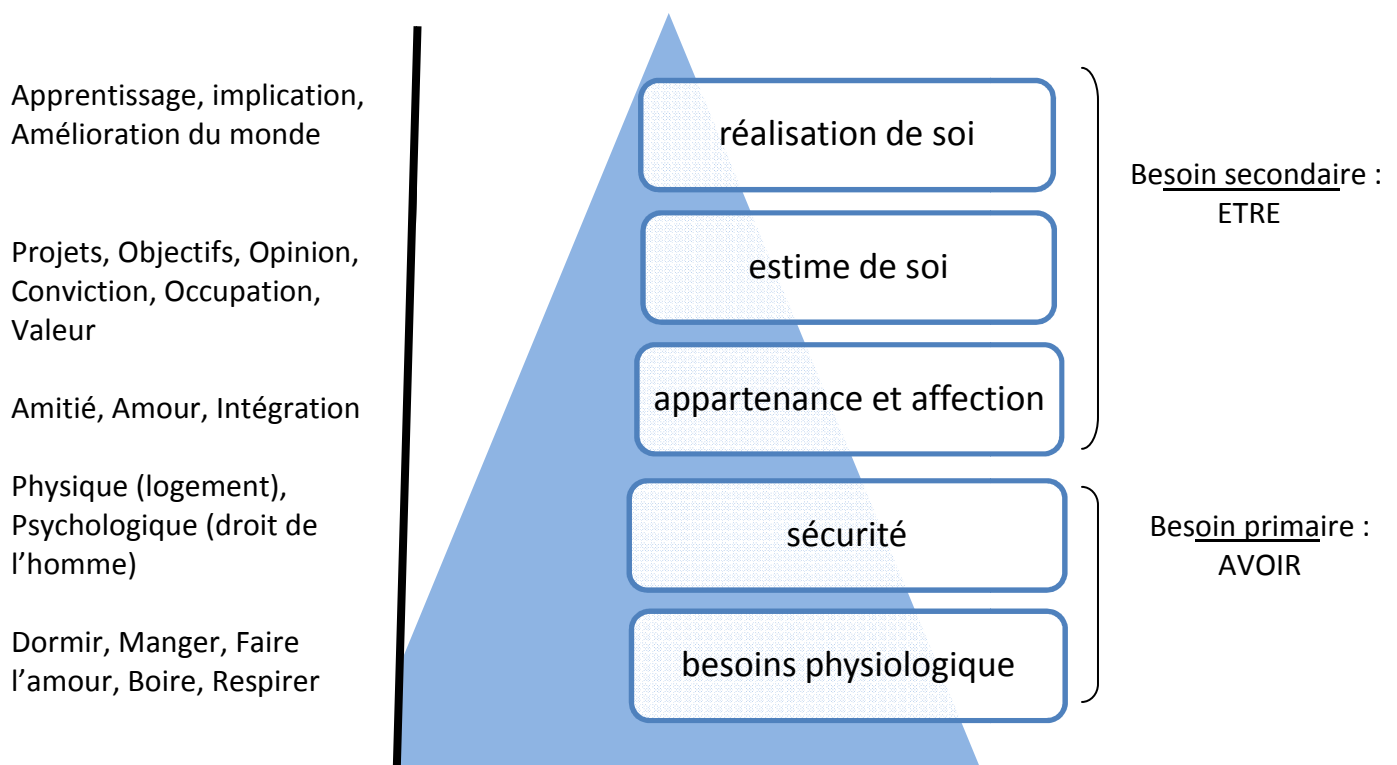 Apprentissage, implication,
Amélioration du monde
réalisation de soi
Besoin secondaire :
ETRE
Projets, Objectifs, Opinion,
Conviction, Occupation,
Valeur
estime de soi
Amitié, Amour, Intégration
appartenance et affection
Physique (logement),
Psychologique (droit de
l’homme)
sécurité
Besoin primaire :
AVOIR
Dormir, Manger, Faire
l’amour, Boire, Respirer
besoins physiologique